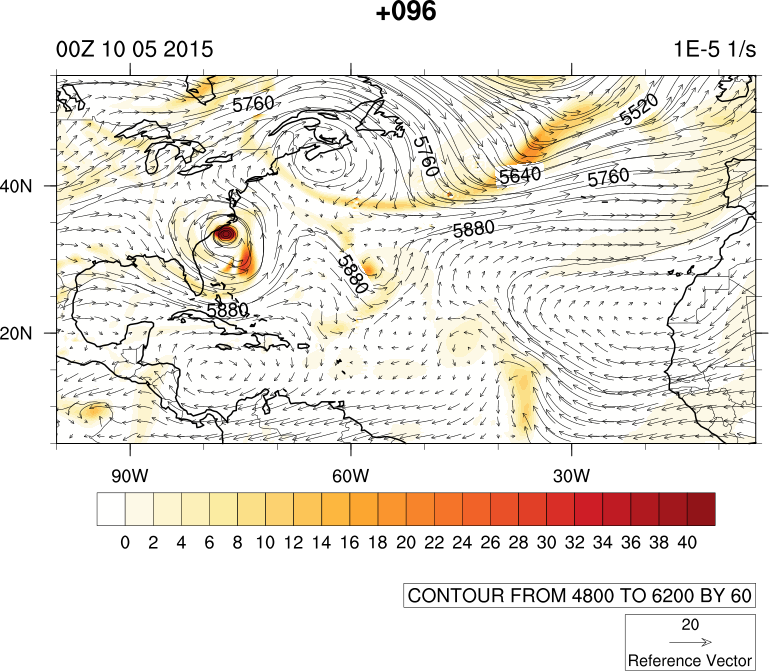 +096
00Z 10 05 2015 1E-5 1/s
5760
5520
5760
5640
5760
5880
5880
5880
40N
20N
90W 60W 30W
0 2 4 6 8 10 12 14 16 18 20 22 24 26 28 30 32 34 36 38 40
CONTOUR FROM 4800 TO 6200 BY 60
20
Reference Vector